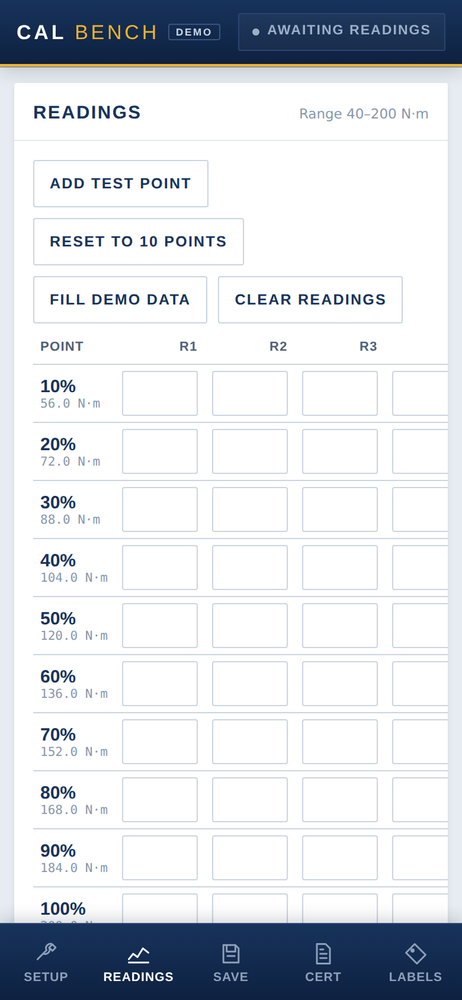 CAL BENCH DEMO AWAITING READINGS
READINGS Range 40–200 N·m
ADD TEST POINT
RESET TO 10 POINTS
FILL DEMO DATA CLEAR READINGS
POINT R1 R2 R3
10%
56.0 N·m
20%
72.0 N·m
30%
88.0 N·m
40%
104.0 N·m
50%
120.0 N·m
60%
136.0 N·m
70%
152.0 N·m
80%
168.0 N·m
90%
184.0 N·m
100%
SETUP READINGS SAVE CERT LABELS